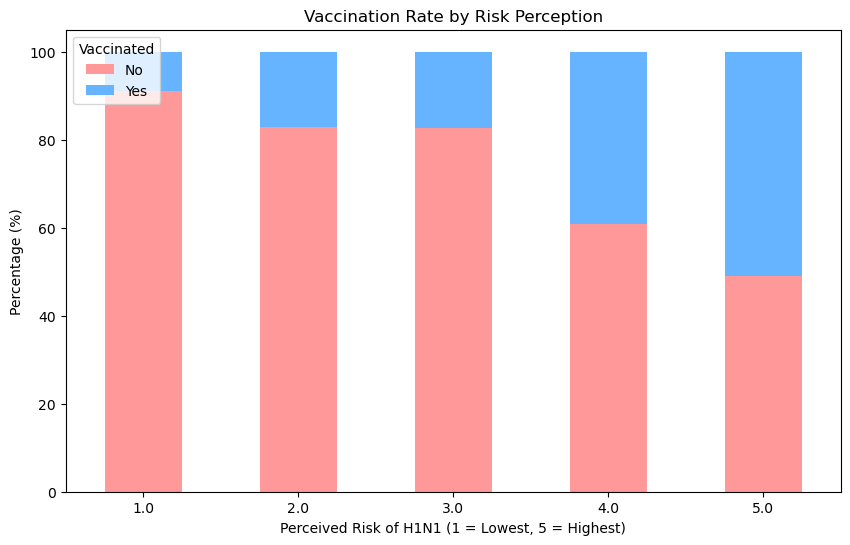 Vaccination Rate by Risk Perception
Vaccinated
No
Yes
100
80
60
40
20
0
Percentage (%)
1.0 2.0 3.0 4.0 5.0
Perceived Risk of H1N1 (1 = Lowest, 5 = Highest)